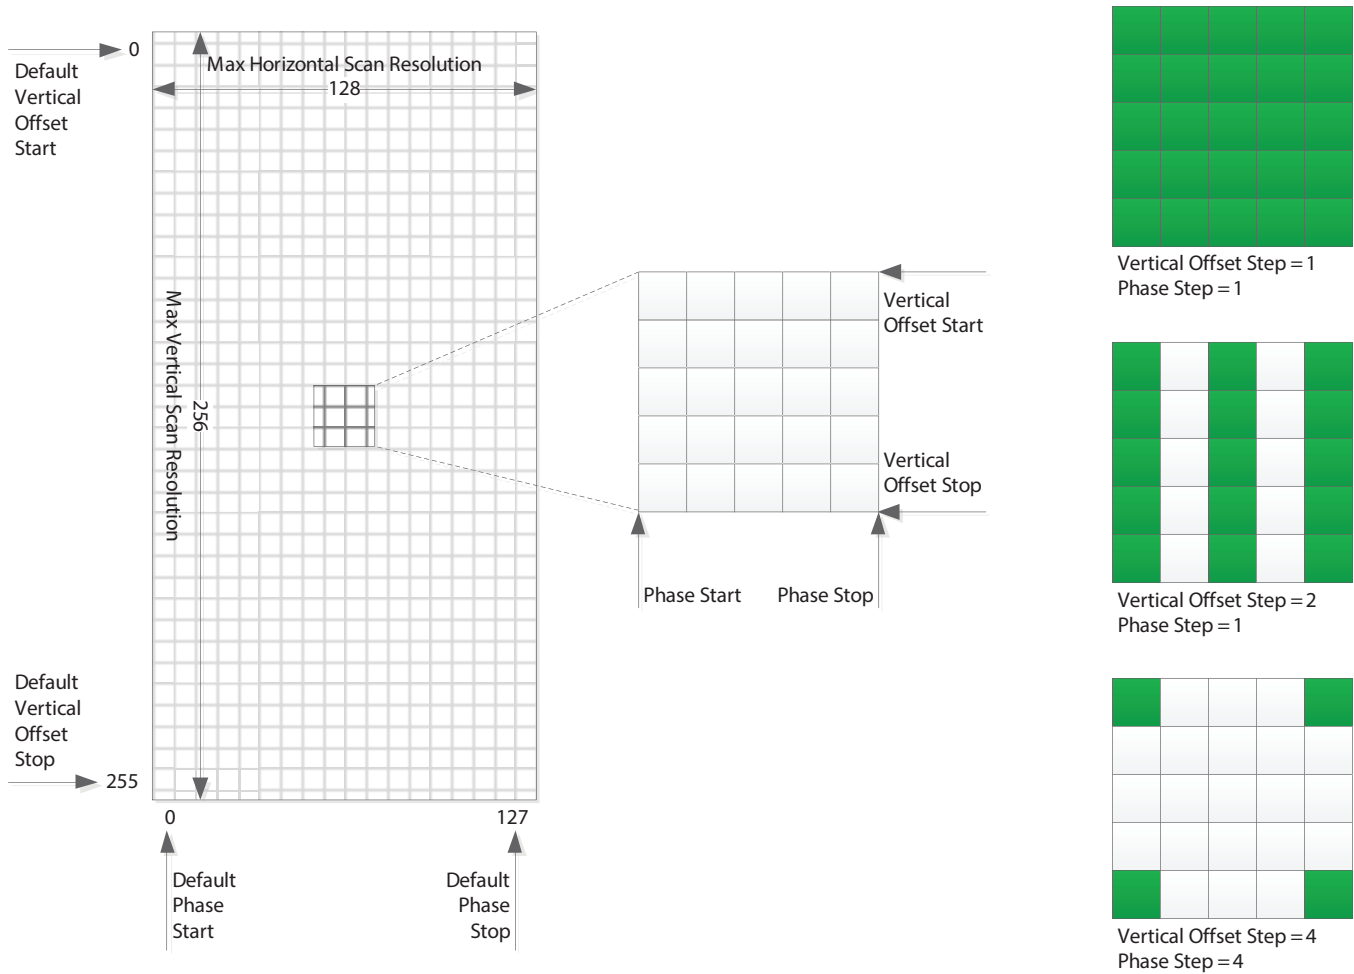 0
Default
Vertical
Offset
Start
Max Horizontal Scan Resolution
128
Max Vertical Scan Resolution
256
Default
Vertical
Offset
Stop
255
0
127
Default
Phase
Start
Default
Phase
Stop
Vertical
Offset Start
Vertical
Offset Stop
Phase Start
Phase Stop
Vertical Offset Step = 1
Phase Step = 1
Vertical Offset Step = 2
Phase Step = 1
Vertical Offset Step = 4
Phase Step = 4